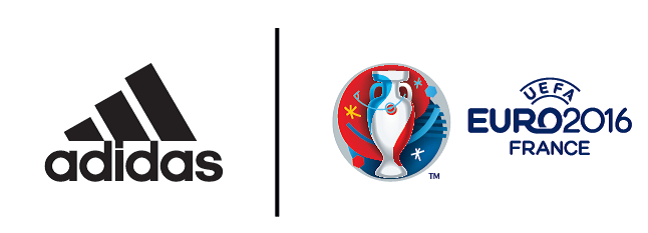 adidas
TM
UEFA
EURO2016
FRANCE